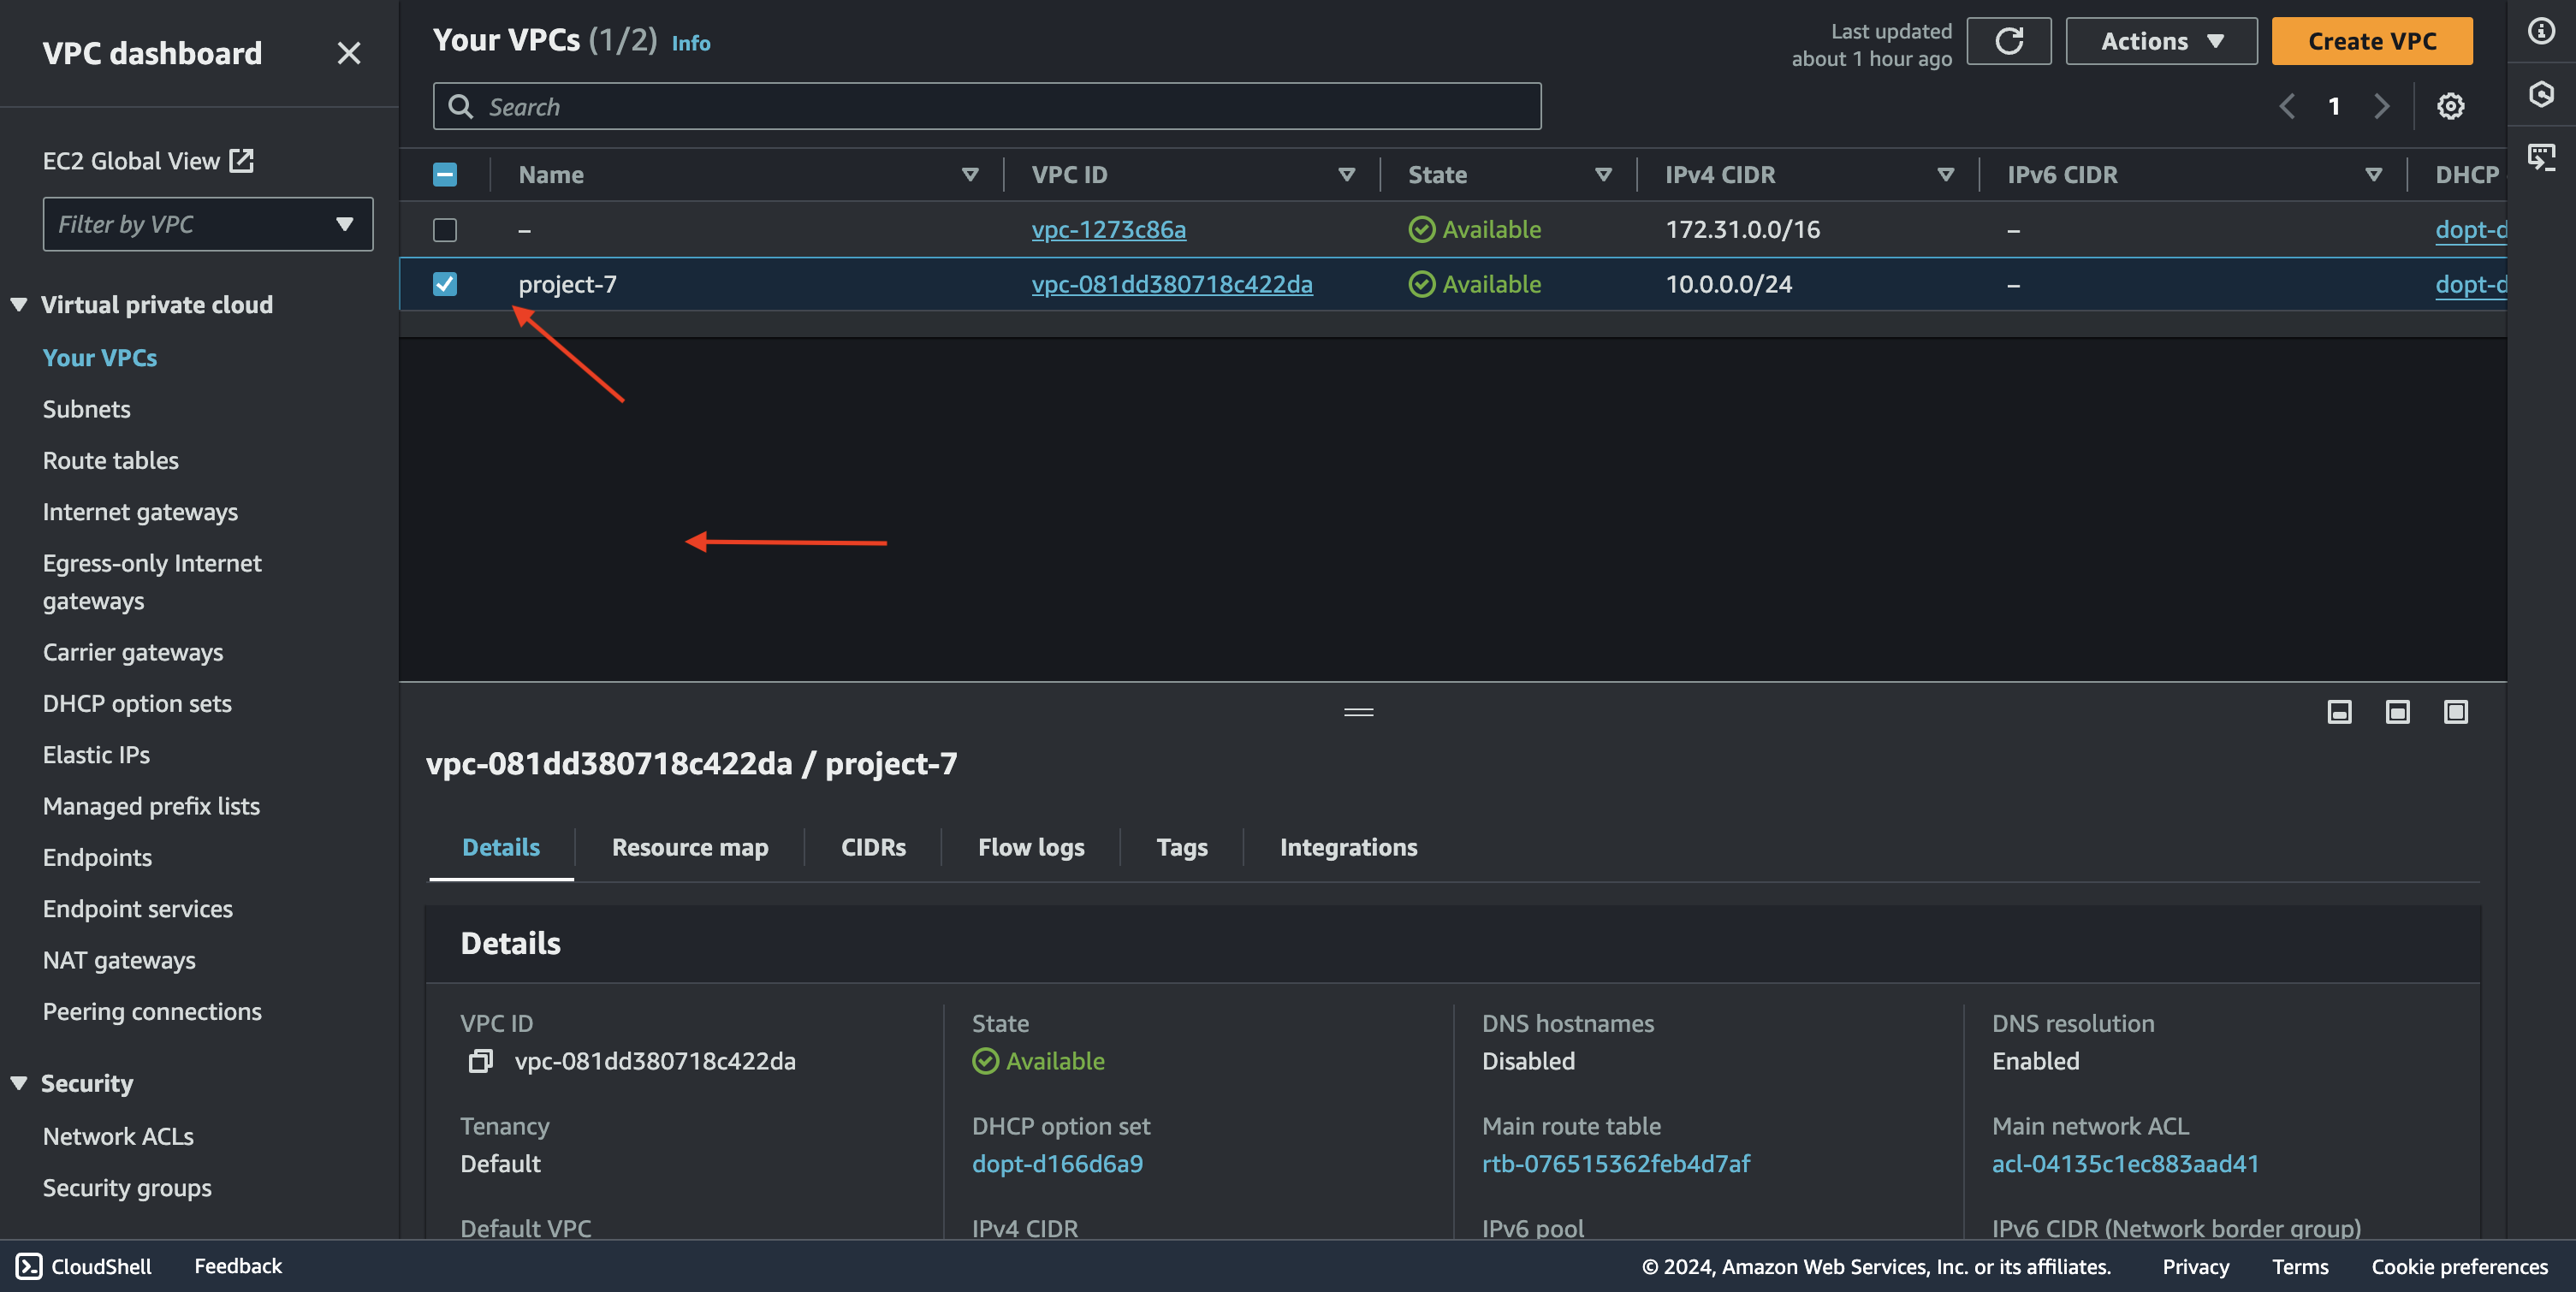 VPC dashboard
EC2 Global View
Filter by VPC
Virtual private cloud
Your VPCs
Subnets
Route tables
Internet gateways
Egress-only Internet
gateways
Carrier gateways
DHCP option sets
Elastic IPs
Managed prefix lists
Endpoints
Endpoint services
NAT gateways
Peering connections
Security
Network ACLs
Security groups
Your VPCs (1/2) Info
Last updated
about 1 hour ago
Actions
Create VPC
Search
1
Name VPC ID State IPv4 CIDR IPv6 CIDR DHCP
– vpc-1273c86a Available 172.31.0.0/16 – dopt-d
project-7 vpc-081dd380718c422da Available 10.0.0.0/24 – dopt-d
vpc-081dd380718c422da / project-7
Details Resource map CIDRs Flow logs Tags Integrations
Details
VPC ID State DNS hostnames DNS resolution
vpc-081dd380718c422da Available Disabled Enabled
Tenancy DHCP option set Main route table Main network ACL
Default dopt-d166d6a9 rtb-076515362feb4d7af acl-04135c1ec883aad41
Default VPC IPv4 CIDR IPv6 pool IPv6 CIDR (Network border group)
CloudShell Feedback © 2024, Amazon Web Services, Inc. or its affiliates. Privacy Terms Cookie preferences